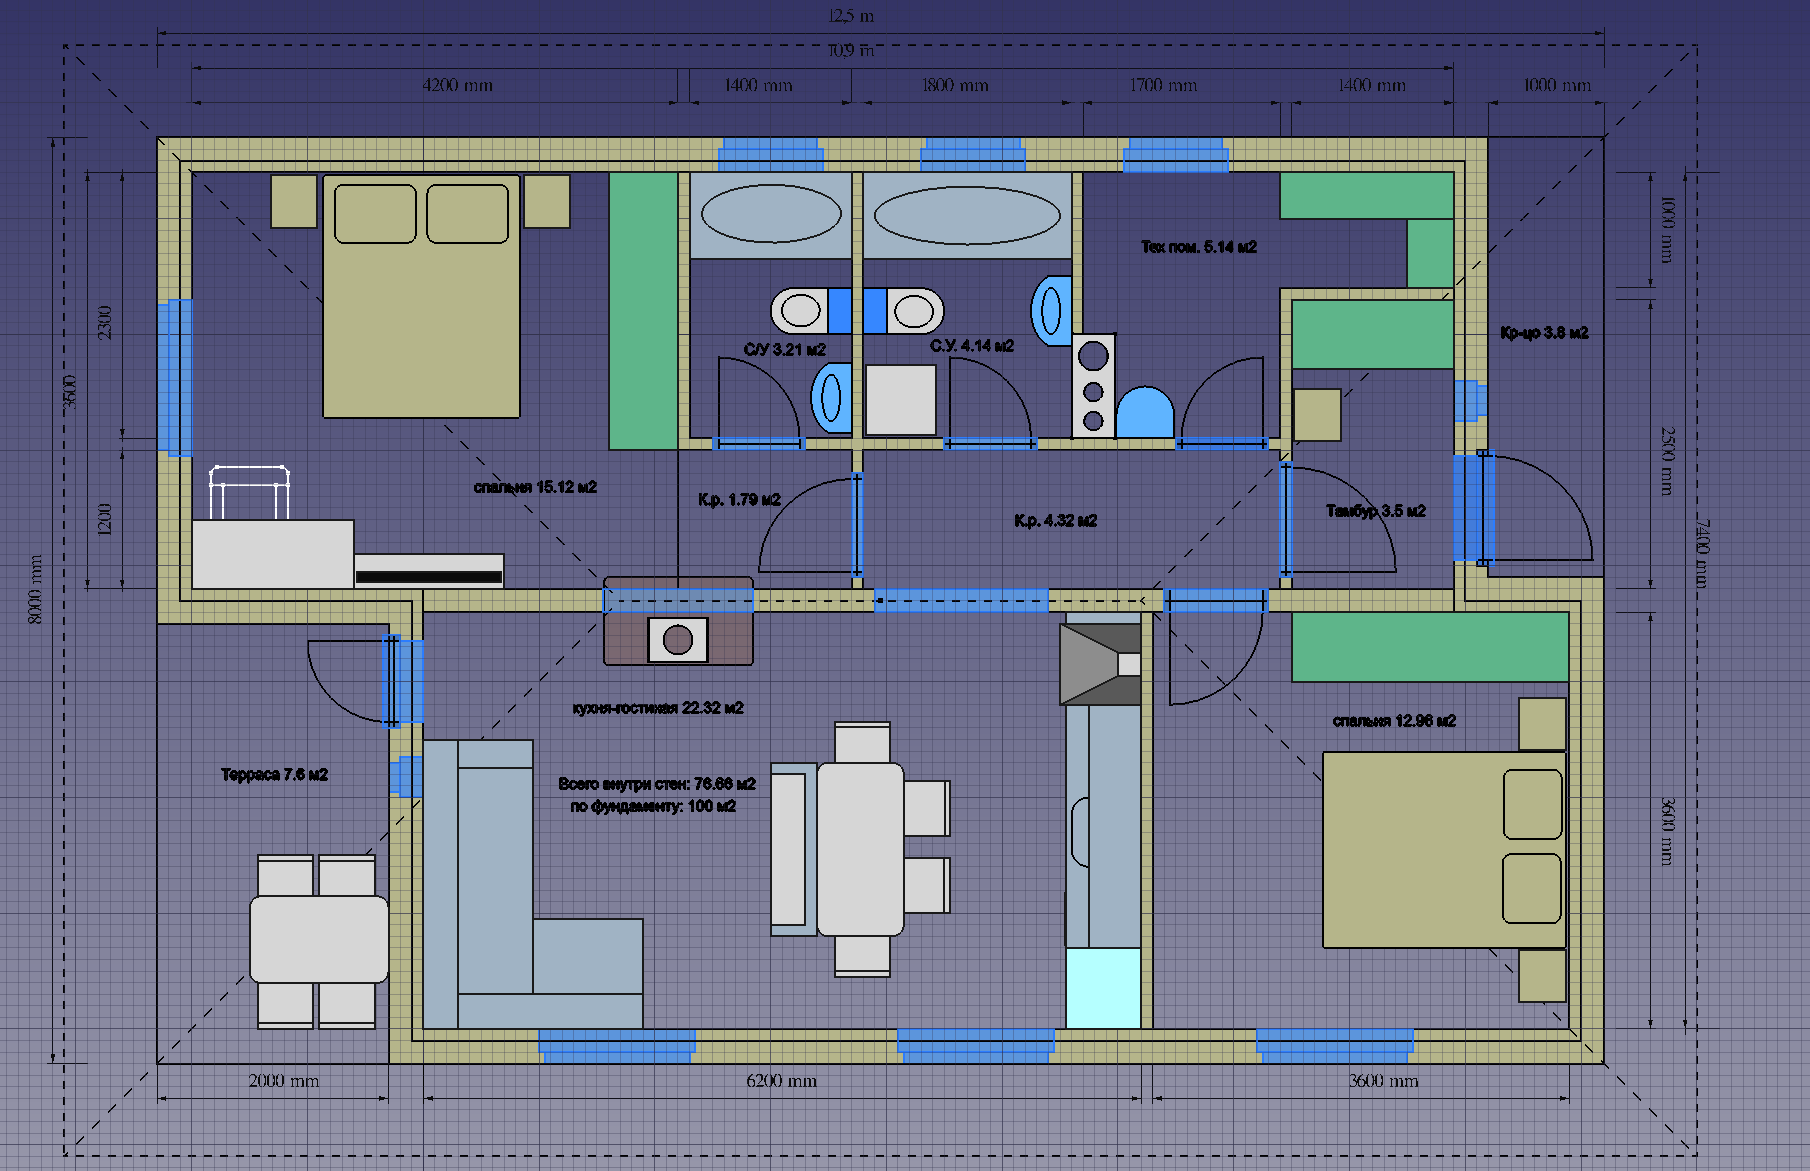 12,5 m
10,9 m
4200 mm
1400 mm
1800 mm
1700 mm
1400 mm
1000 mm
1000 mm
Тех пом. 5.14 м2
2300
Кр-цо 3.8 м2
С/У 3.21 м2
С.У. 4.14 м2
3600
2500 mm
спальня 15.12 м2
К.р. 1.79 м2
К.р. 4.32 м2
Тамбур 3.5 м2
1200
7400 mm
8000 mm
кухня-гостиная 22.32 м2
спальня 12.96 м2
Терраса 7.6 м2
Всего внутри стен: 76.66 м2
по фундаменту: 100 м2
3600 mm
2000 mm
6200 mm
3600 mm